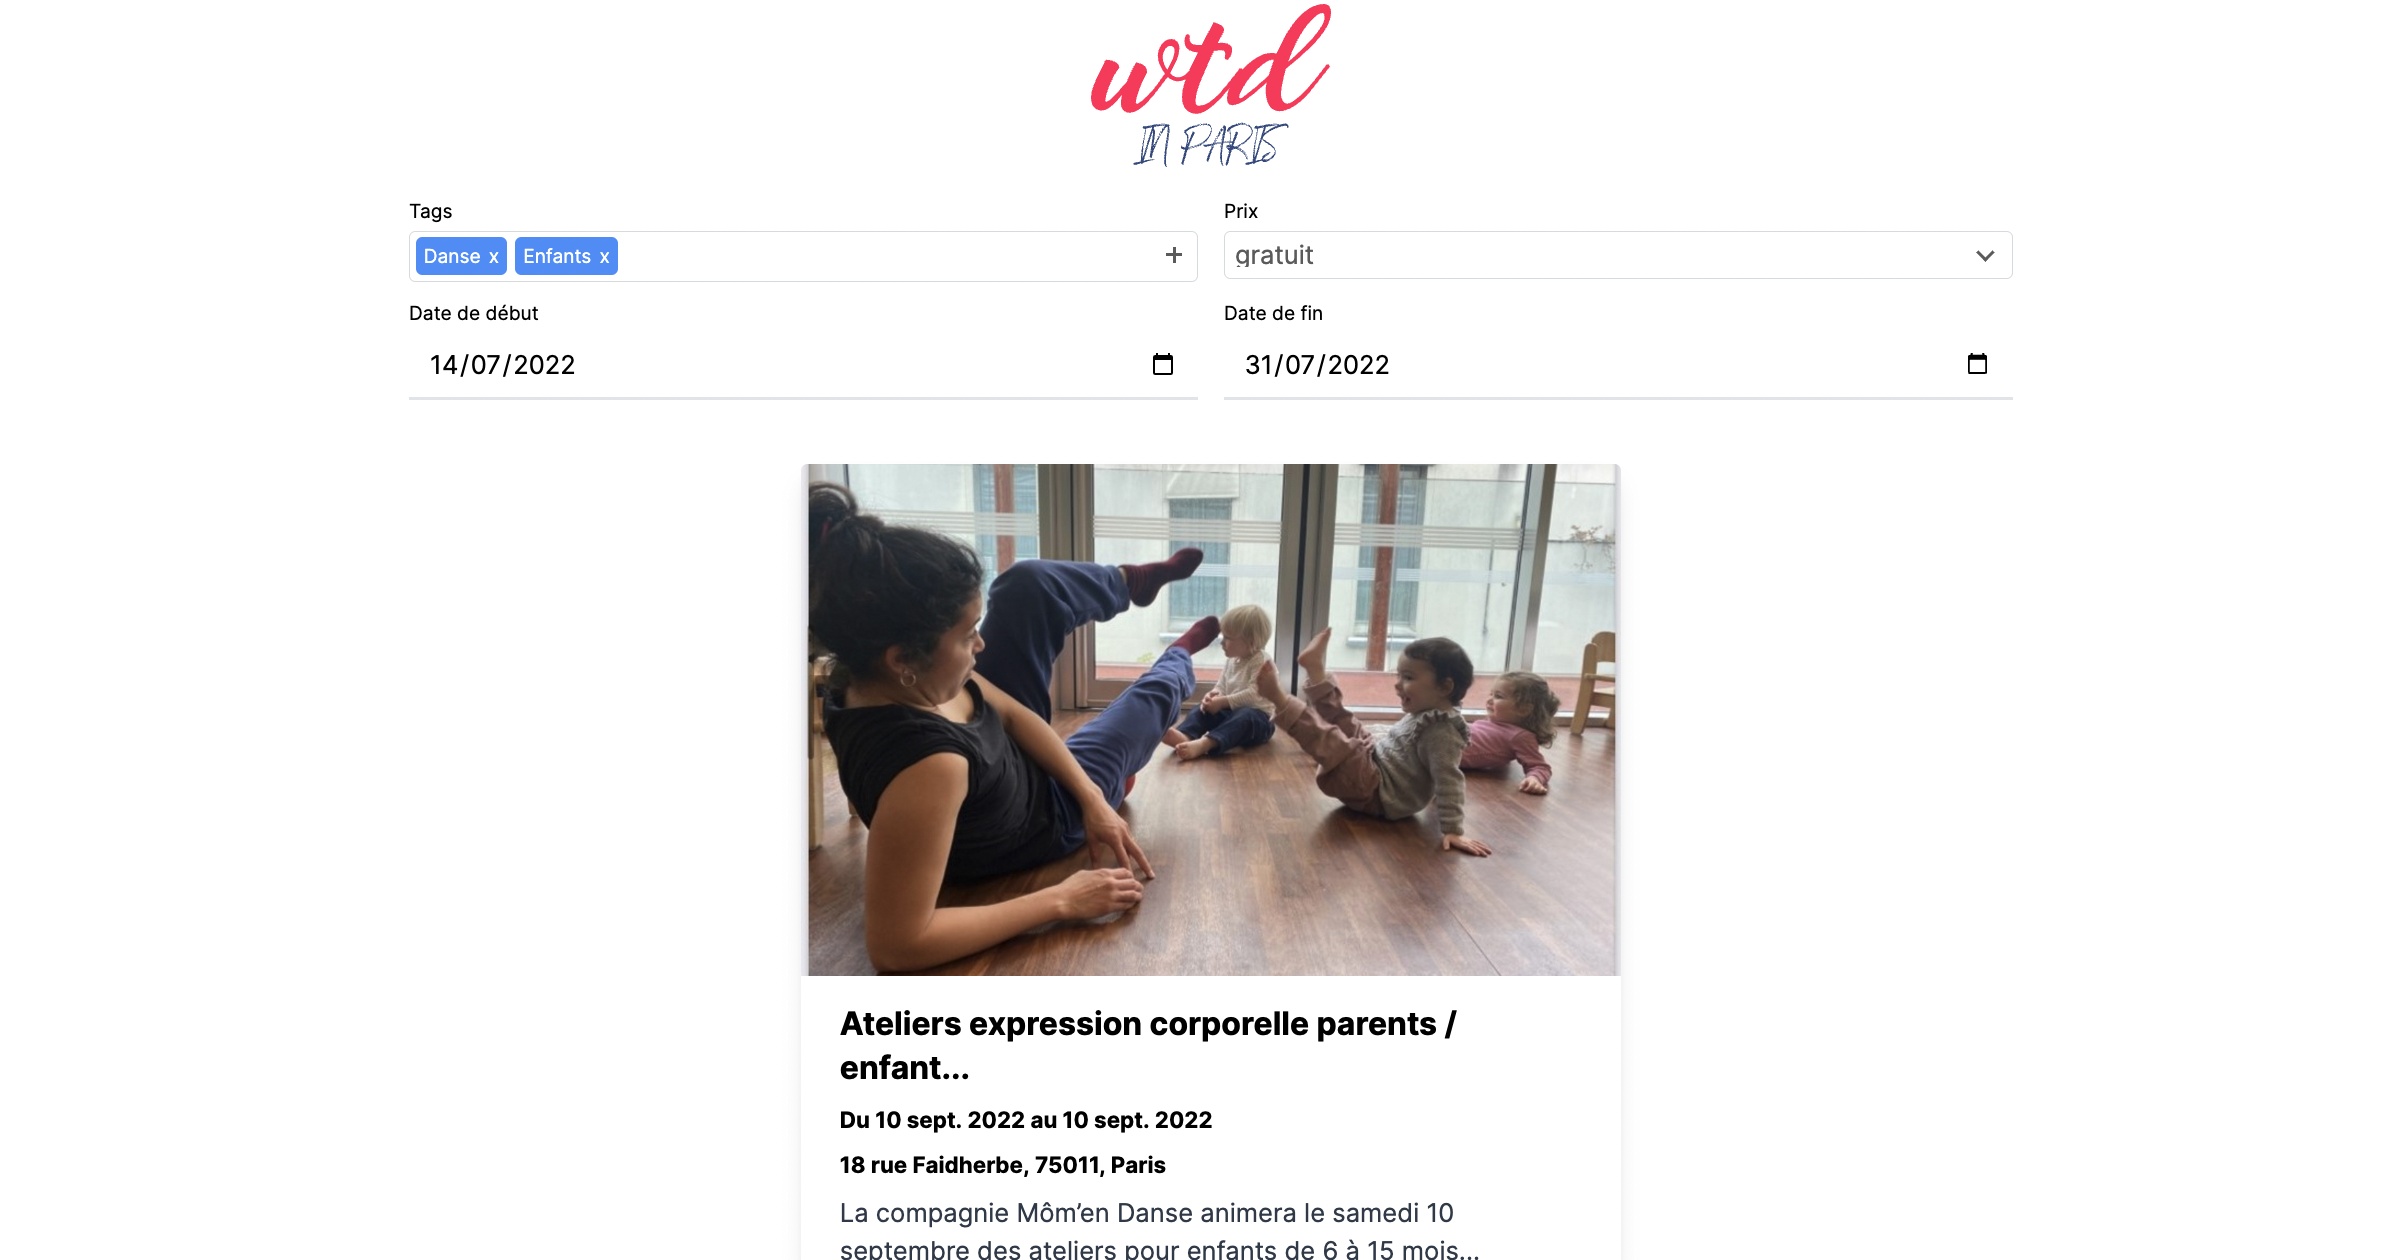 wtd
IN PARIS
Tags
Prix
Danse x Enfants x +
gratuit
Date de début
Date de fin
14/07/2022
31/07/2022
Ateliers expression corporelle parents /
enfant...
Du 10 sept. 2022 au 10 sept. 2022
18 rue Faidherbe, 75011, Paris
La compagnie Môm’en Danse animera le samedi 10
septembre des ateliers pour enfants de 6 à 15 mois...